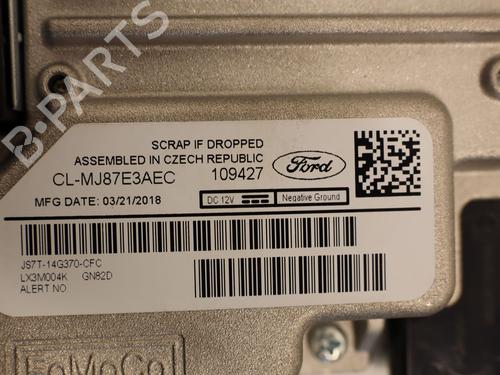 B-PARTS
SCRAP IF DROPPED
ASSEMBLED IN CZECH REPUBLIC
CL-MJ87E3AEC 109427
Ford
MFG DATE: 03/21/2018
DC 12V Negative Ground
JS7T-14G370-CFC
LX3M004K GN82D
ALERT NO
FoMoCo